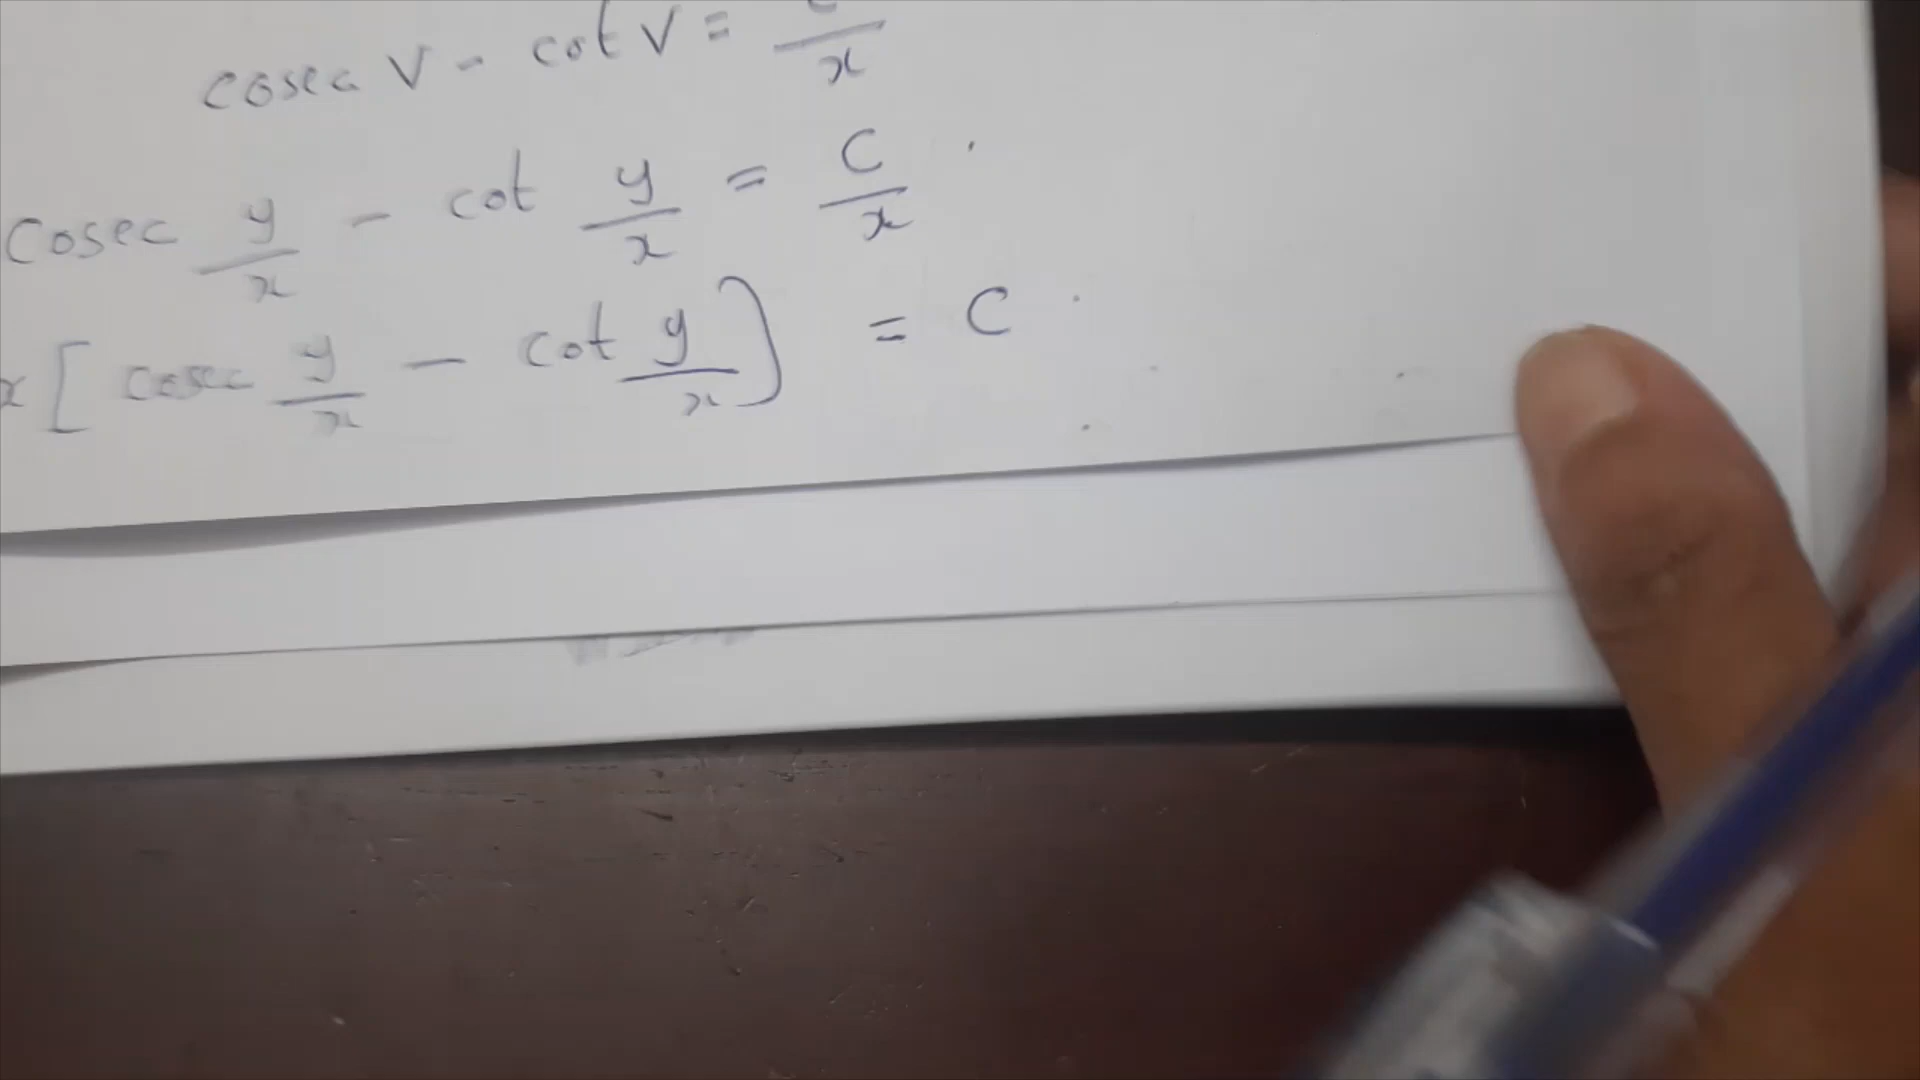 cosec v - cot v = C/x
cosec y/x - cot y/x = C/x .
x [ cosec y/x - cot y/x ) = C .